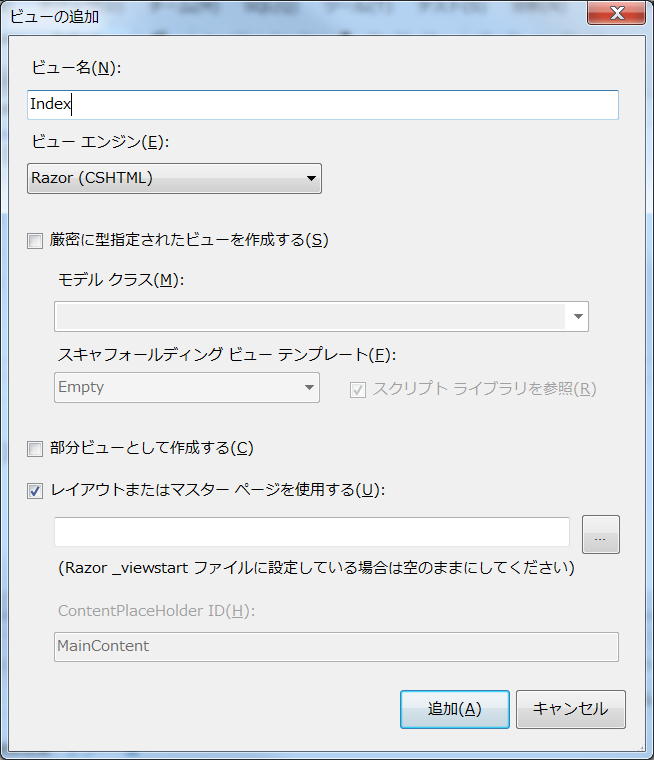 ビューの追加
ビュー名(N):
Index
ビュー エンジン(E):
Razor (CSHTML)
厳密に型指定されたビューを作成する(S)
モデル クラス(M):
スキャフォールディング ビュー テンプレート(F):
Empty
スクリプト ライブラリを参照(R)
部分ビューとして作成する(C)
レイアウトまたはマスター ページを使用する(U):
...
(Razor _viewstart ファイルに設定している場合は空のままにしてください)
ContentPlaceHolder ID(H):
MainContent
追加(A)
キャンセル